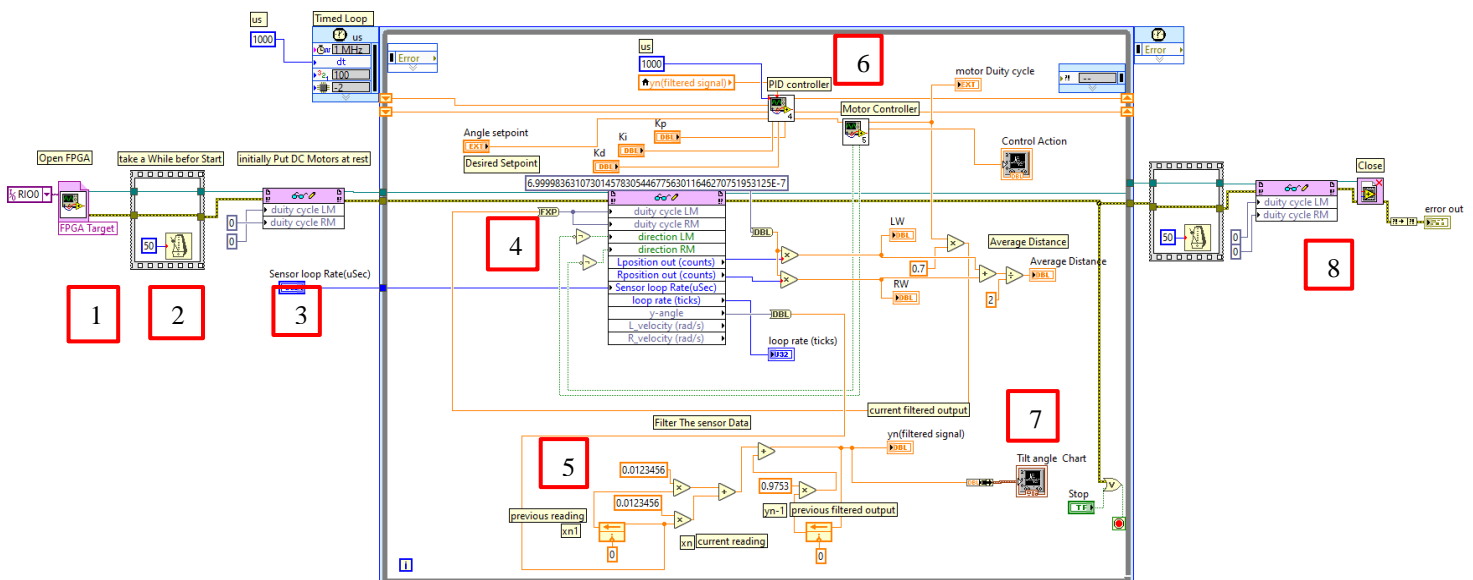 us
1000
Timed Loop
us
1 MHz
dt
100
-2
Error
us
1000
yn(filtered signal)
6
PID controller
4
motor Duity cycle
EXT
--
Error
Motor Controller
5
Angle setpoint
EXT
Desired Setpoint
Kp
DBL
Ki
DBL
Kd
DBL
Control Action
DBL
Open FPGA
take a While befor Start
initially Put DC Motors at rest
Close
RIO0
FPGA Target
50
duity cycle LM
duity cycle RM
0
0
6.999983631073014578305446775630116462707519531​25E-7
4
FXP
duity cycle LM
duity cycle RM
direction LM
direction RM
Lposition out (counts)
Rposition out (counts)
Sensor loop Rate(uSec)
loop rate (ticks)
y-angle
L_velocity (rad/s)
R_velocity (rad/s)
DBL
DBL
LW
DBL
0.7
RW
DBL
Average Distance
Average Distance
DBL
2
loop rate (ticks)
U32
50
duity cycle LM
duity cycle RM
0
0
error out
Sensor loop Rate(uSec)
1
2
3
8
current filtered output
Filter The sensor Data
5
7
yn(filtered signal)
DBL
Tilt angle Chart
DBL
0.0123456
0.0123456
0.9753
previous reading
xn1
0
xn
current reading
yn-1
previous filtered output
0
Stop
TF
i